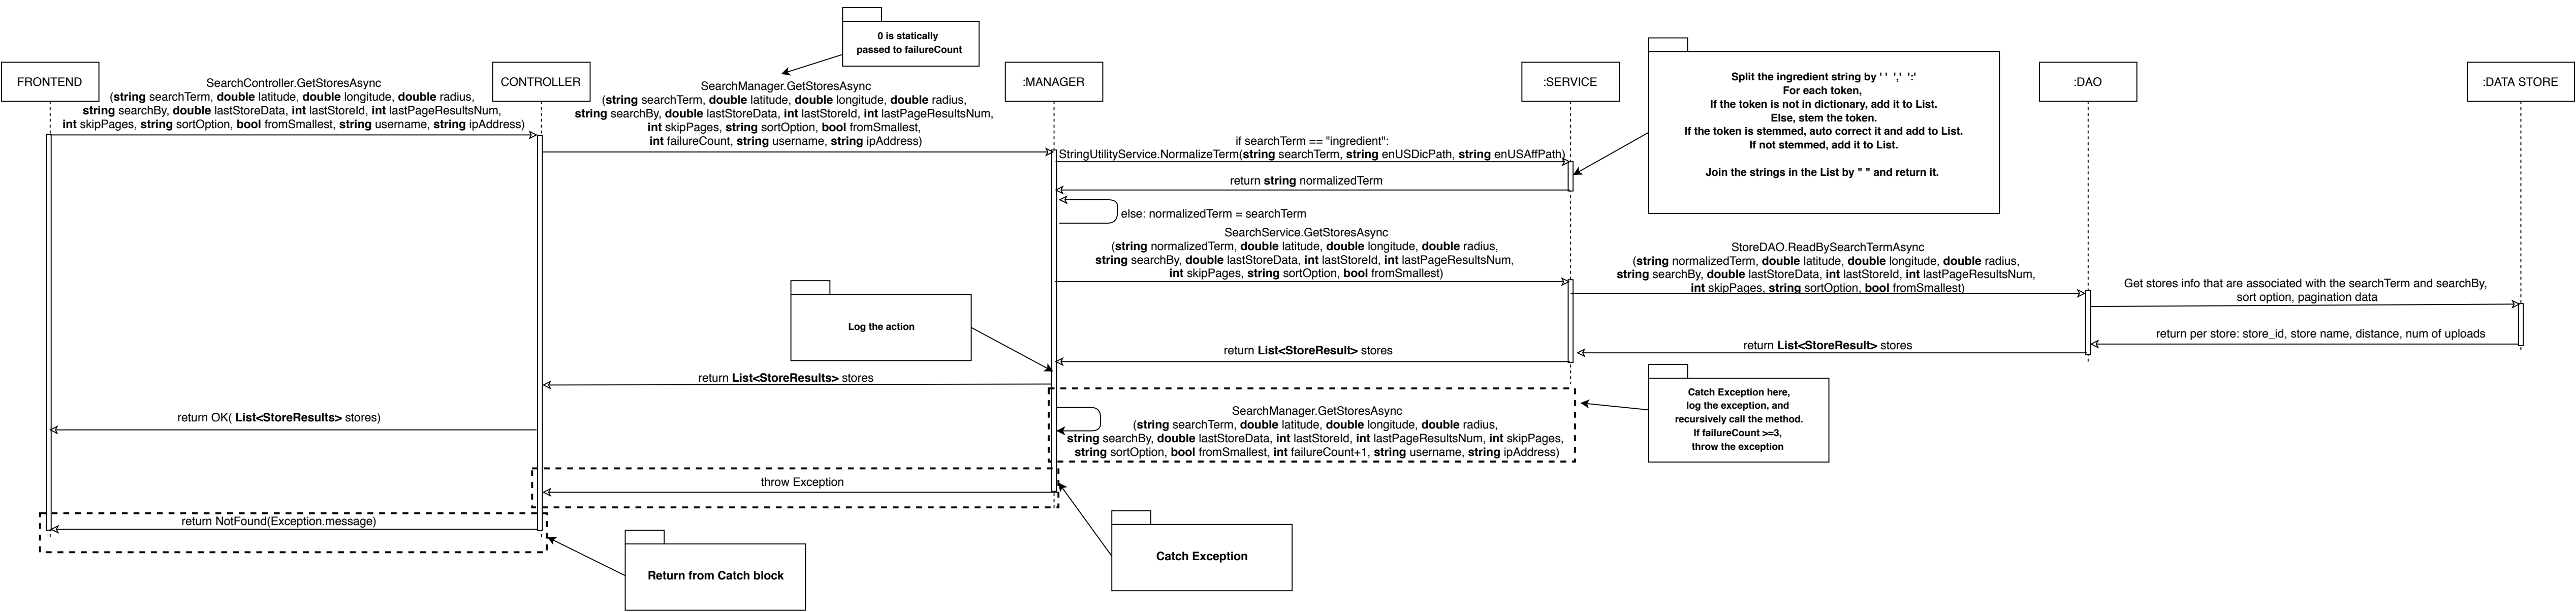 0 is statically
passed to failureCount
FRONTEND
CONTROLLER
:MANAGER
:SERVICE
:DAO
:DATA STORE
SearchController.GetStoresAsync
(string searchTerm, double latitude, double longitude, double radius,
string searchBy, double lastStoreData, int lastStoreId, int lastPageResultsNum,
int skipPages, string sortOption, bool fromSmallest, string username, string ipAddress)
SearchManager.GetStoresAsync
(string searchTerm, double latitude, double longitude, double radius,
string searchBy, double lastStoreData, int lastStoreId, int lastPageResultsNum,
int skipPages, string sortOption, bool fromSmallest,
int failureCount, string username, string ipAddress)
if searchTerm == "ingredient":
StringUtilityService.NormalizeTerm(string searchTerm, string enUSDicPath, string enUSAffPath)
return string normalizedTerm
else: normalizedTerm = searchTerm
Split the ingredient string by ' ' ',' ':'
For each token,
If the token is not in dictionary, add it to List.
Else, stem the token.
If the token is stemmed, auto correct it and add to List.
If not stemmed, add it to List.
Join the strings in the List by " " and return it.
SearchService.GetStoresAsync
(string normalizedTerm, double latitude, double longitude, double radius,
string searchBy, double lastStoreData, int lastStoreId, int lastPageResultsNum,
int skipPages, string sortOption, bool fromSmallest)
StoreDAO.ReadBySearchTermAsync
(string normalizedTerm, double latitude, double longitude, double radius,
string searchBy, double lastStoreData, int lastStoreId, int lastPageResultsNum,
int skipPages, string sortOption, bool fromSmallest)
Get stores info that are associated with the searchTerm and searchBy,
sort option, pagination data
return per store: store_id, store name, distance, num of uploads
return List<StoreResult> stores
return List<StoreResult> stores
Log the action
return List<StoreResults> stores
return OK( List<StoreResults> stores)
SearchManager.GetStoresAsync
(string searchTerm, double latitude, double longitude, double radius,
string searchBy, double lastStoreData, int lastStoreId, int lastPageResultsNum, int skipPages,
string sortOption, bool fromSmallest, int failureCount+1, string username, string ipAddress)
Catch Exception here,
log the exception, and
recursively call the method.
If failureCount >=3,
throw the exception
throw Exception
return NotFound(Exception.message)
Catch Exception
Return from Catch block